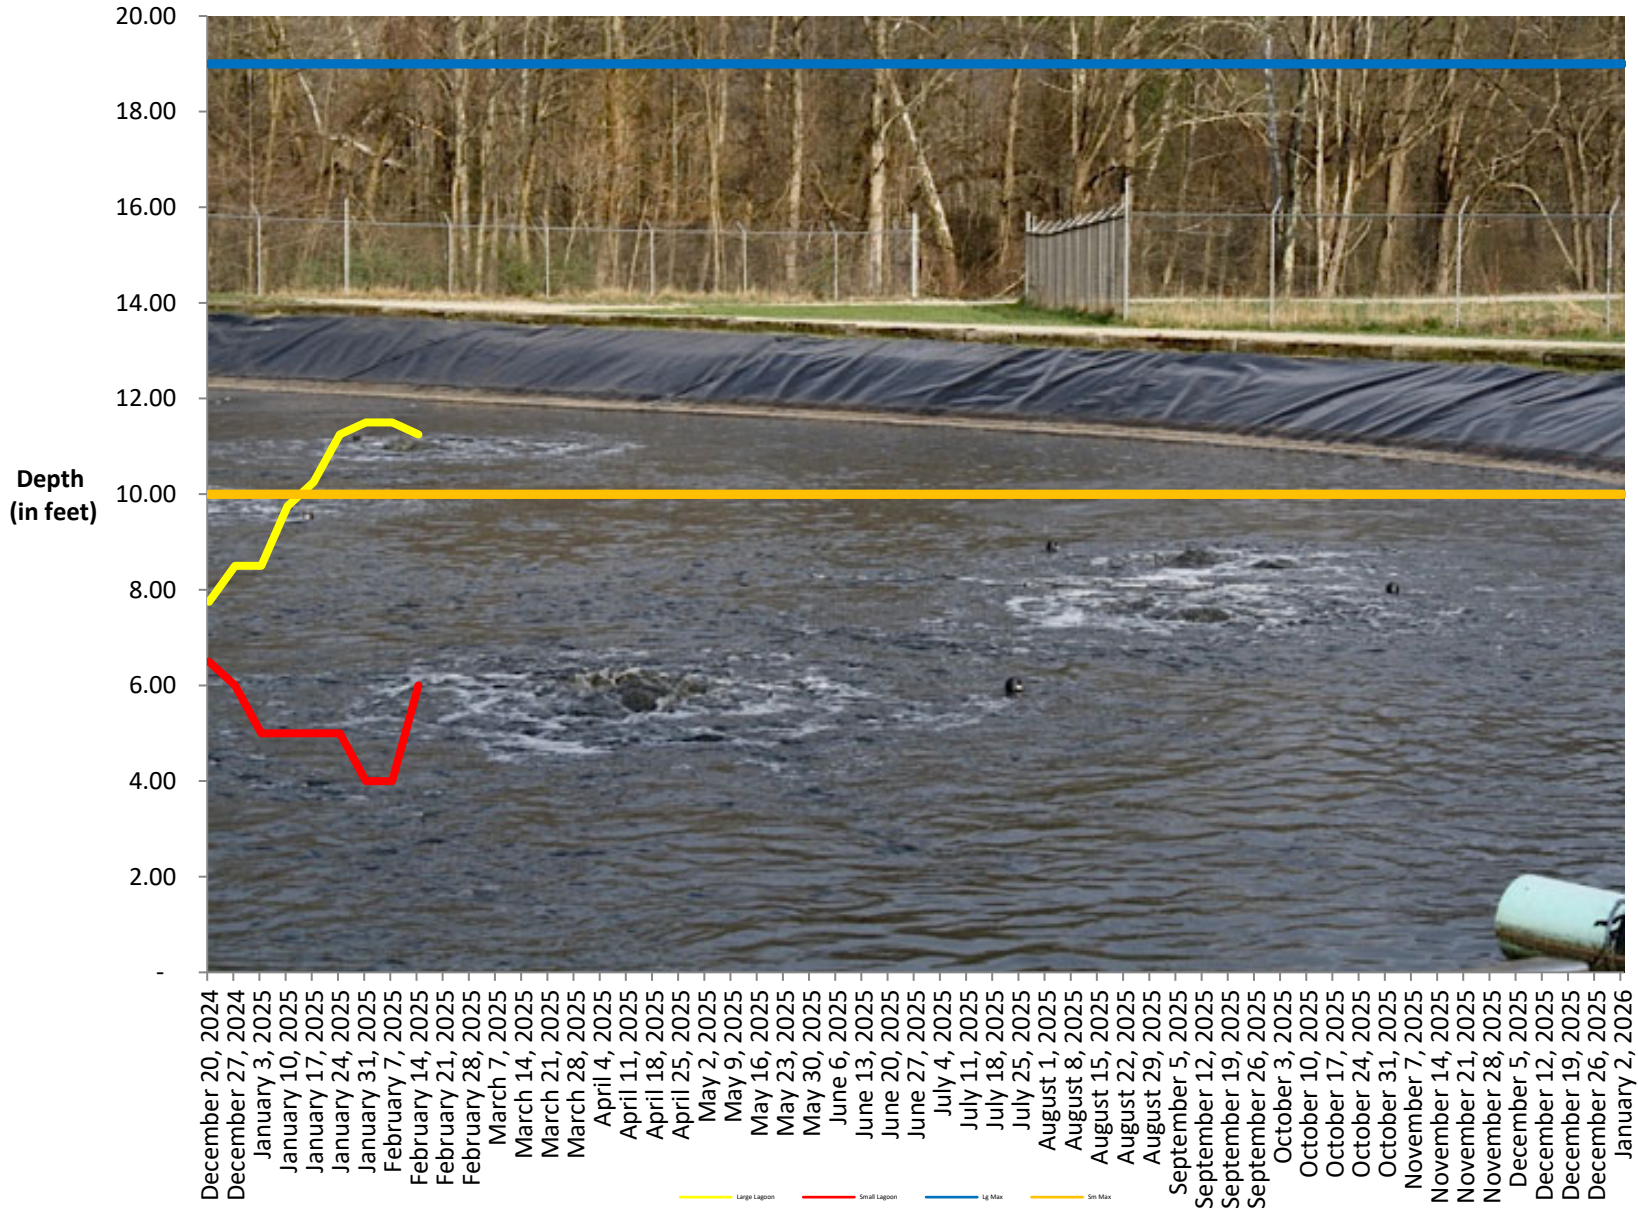 20.00
18.00
16.00
14.00
12.00
10.00
8.00
6.00
4.00
2.00
-
Depth
(in feet)
December 20, 2024
December 27, 2024
January 3, 2025
January 10, 2025
January 17, 2025
January 24, 2025
January 31, 2025
February 7, 2025
February 14, 2025
February 21, 2025
February 28, 2025
March 7, 2025
March 14, 2025
March 21, 2025
March 28, 2025
April 4, 2025
April 11, 2025
April 18, 2025
April 25, 2025
May 2, 2025
May 9, 2025
May 16, 2025
May 23, 2025
May 30, 2025
June 6, 2025
June 13, 2025
June 20, 2025
June 27, 2025
July 4, 2025
July 11, 2025
July 18, 2025
July 25, 2025
August 1, 2025
August 8, 2025
August 15, 2025
August 22, 2025
August 29, 2025
September 5, 2025
September 12, 2025
September 19, 2025
September 26, 2025
October 3, 2025
October 10, 2025
October 17, 2025
October 24, 2025
October 31, 2025
November 7, 2025
November 14, 2025
November 21, 2025
November 28, 2025
December 5, 2025
December 12, 2025
December 19, 2025
December 26, 2025
January 2, 2026
Large Lagoon
Small Lagoon
Lg Max
Sm Max